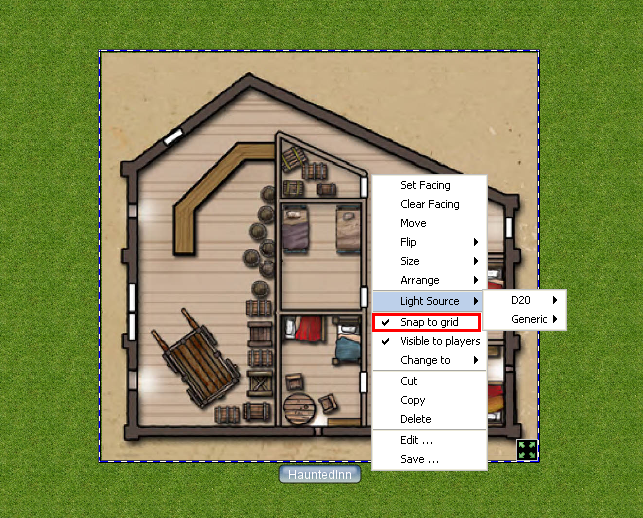 Set Facing
Clear Facing
Move
Flip
Size
Arrange
Light Source
D20
Generic
Snap to grid
Visible to players
Change to
Cut
Copy
Delete
Edit ...
Save ...
HauntedInn